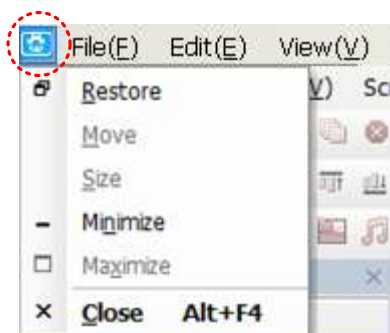 File(F) Edit(E) View(V)
Restore
V) Sc
Move
Size
Minimize
Maximize
Close Alt+F4